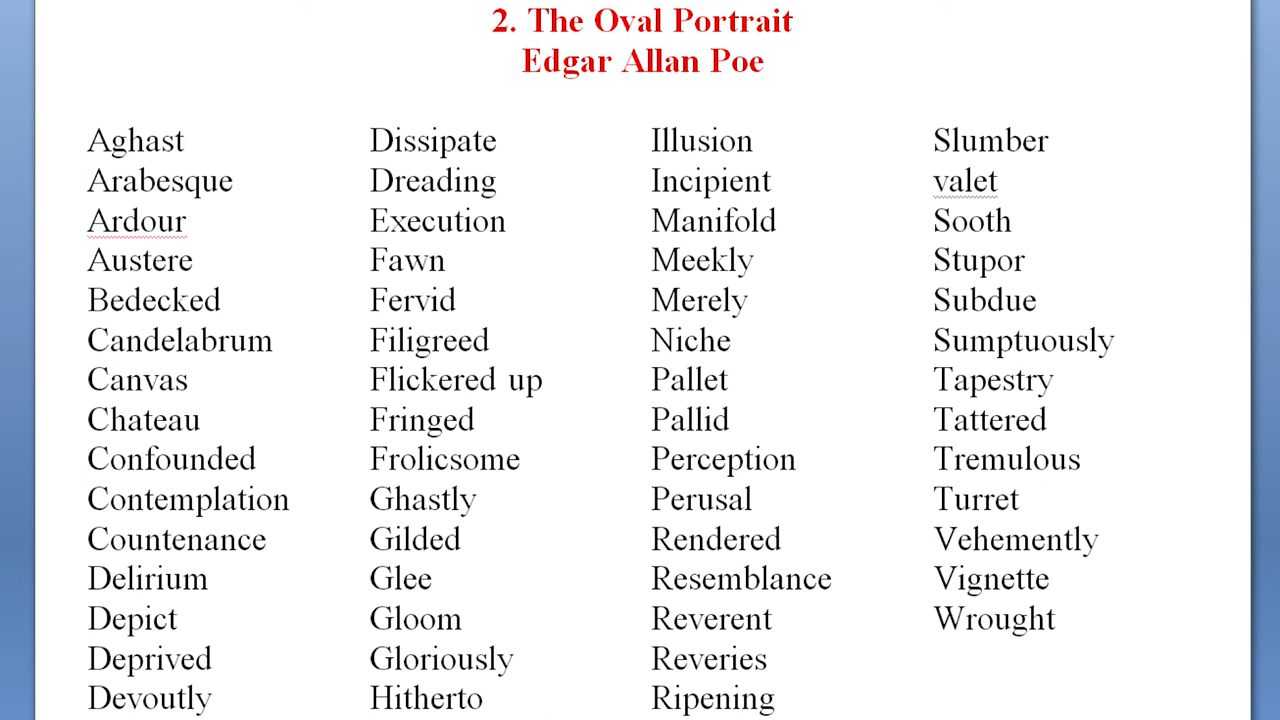 2. The Oval Portrait
Edgar Allan Poe
Aghast
Arabesque
Ardour
Austere
Bedecked
Candelabrum
Canvas
Chateau
Confounded
Contemplation
Countenance
Delirium
Depict
Deprived
Devoutly
Dissipate
Dreading
Execution
Fawn
Fervid
Filigreed
Flickered up
Fringed
Frolicsome
Ghastly
Gilded
Glee
Gloom
Gloriously
Hitherto
Illusion
Incipient
Manifold
Meekly
Merely
Niche
Pallet
Pallid
Perception
Perusal
Rendered
Resemblance
Reverent
Reveries
Ripening
Slumber
valet
Sooth
Stupor
Subdue
Sumptuously
Tapestry
Tattered
Tremulous
Turret
Vehemently
Vignette
Wrought